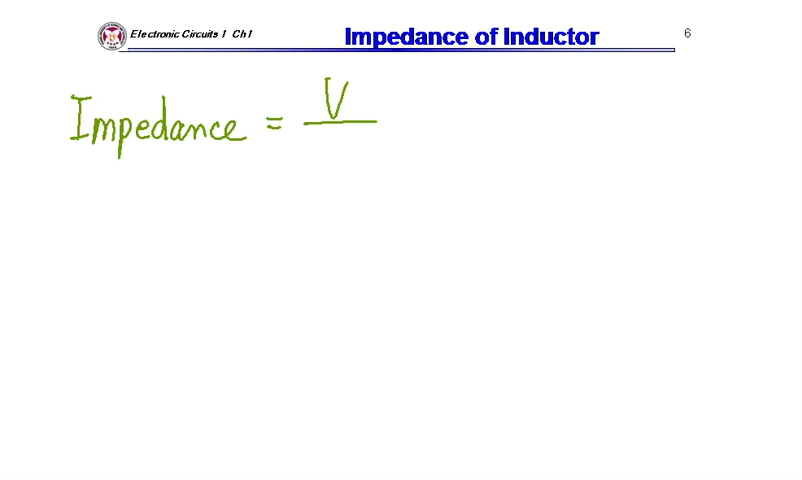 Electronic Circuits 1 Ch1
Impedance of Inductor
6
Impedance = V